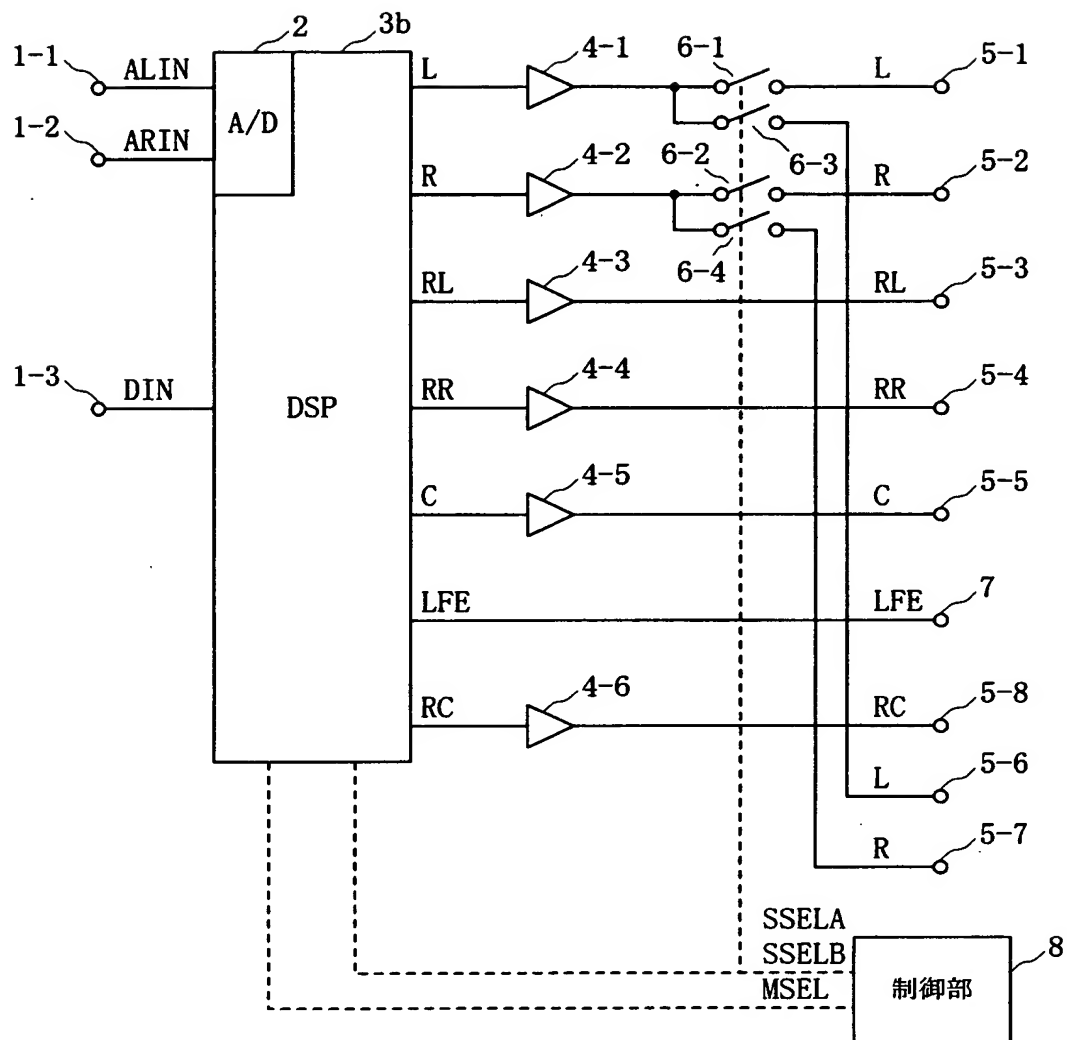 2
3b
1-1
ALIN
L
4-1
6-1
L
5-1
A/D
1-2
ARIN
6-3
R
4-2
6-2
R
5-2
6-4
RL
4-3
RL
5-3
1-3
DIN
DSP
RR
4-4
RR
5-4
C
4-5
C
5-5
LFE
LFE
7
RC
4-6
RC
5-8
L
5-6
R
5-7
SSELA
SSELB
MSEL
制御部
8